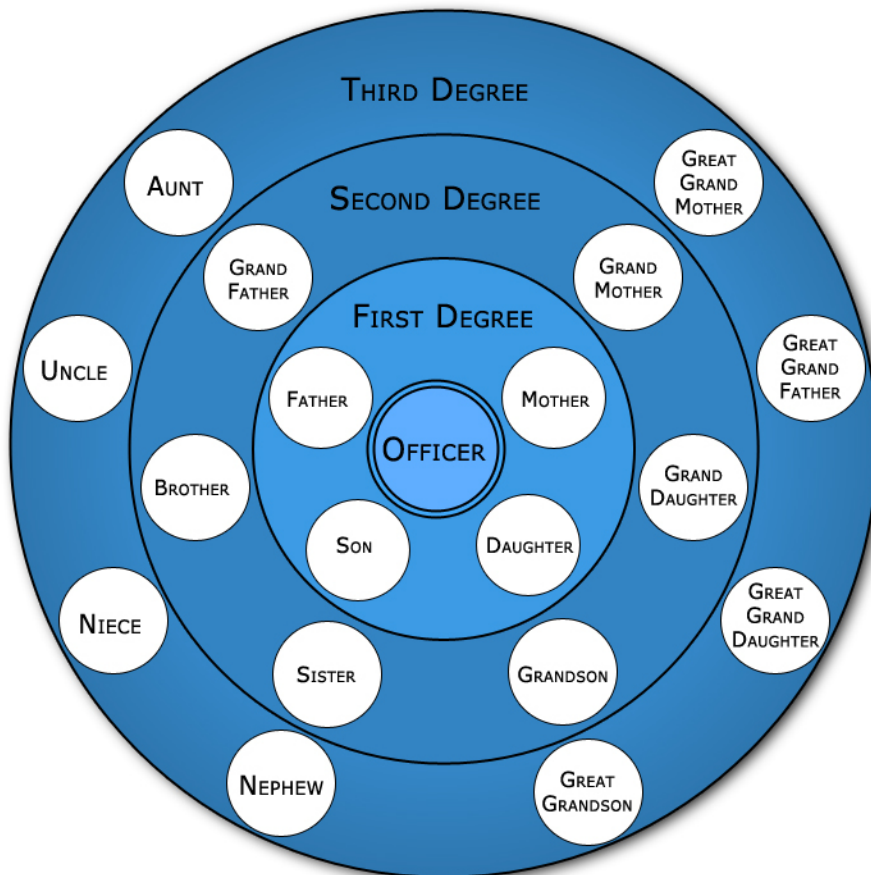 Third Degree
Aunt
Great
Grand
Mother
Second Degree
Grand
Father
Grand
Mother
First Degree
Uncle
Great
Grand
Father
Father
Mother
Officer
Brother
Grand
Daughter
Son
Daughter
Niece
Great
Grand
Daughter
Sister
Grandson
Nephew
Great
Grandson